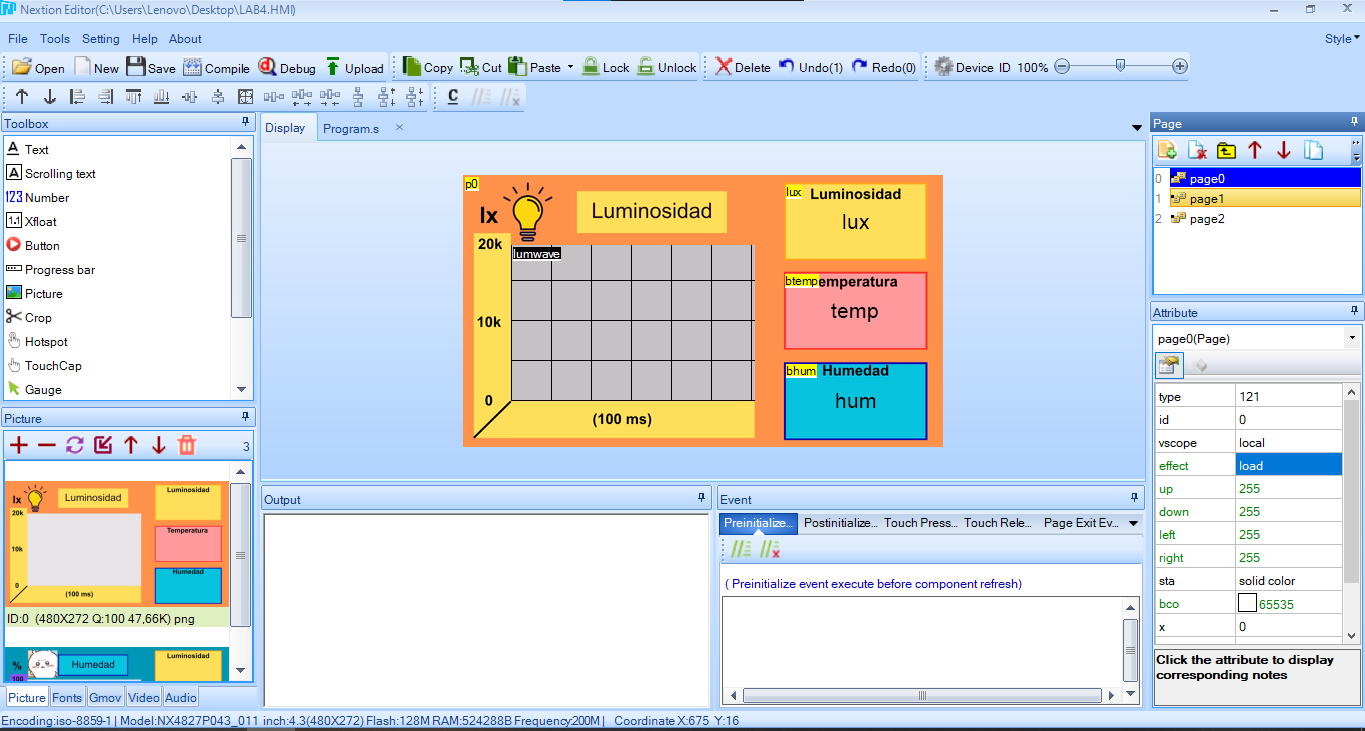 Nextion Editor(C:\Users\Lenovo\Desktop\LAB4.HMI)
File Tools Setting Help About Style
Open New Save Compile Debug Upload Copy Cut Paste Lock Unlock Delete Undo(1) Redo(0) Device ID 100%
C
Toolbox
Text
Scrolling text
123 Number
1.1 Xfloat
Button
Progress bar
Picture
Crop
Hotspot
TouchCap
Gauge
Picture
3
lx
Luminosidad
20k
10k
0
(100 ms)
Luminosidad
Temperatura
Humedad
ID:0 (480X272 Q:100 47,66K) png
%
100
Humedad
Luminosidad
Picture Fonts Gmov Video Audio
Display Program.s
p0
lx
Luminosidad
20k
lumwave
10k
0
(100 ms)
lux
Luminosidad
lux
btemp
emperatura
temp
bhum
Humedad
hum
Output
Event
Preinitialize... Postinitialize... Touch Press... Touch Rele... Page Exit Ev...
( Preinitialize event execute before component refresh)
Page
0 page0
1 page1
2 page2
Attribute
page0(Page)
type 121
id 0
vscope local
effect load
up 255
down 255
left 255
right 255
sta solid color
bco 65535
x 0
Click the attribute to display
corresponding notes
Encoding:iso-8859-1 | Model:NX4827P043_011 inch:4.3(480X272) Flash:128M RAM:524288B Frequency:200M | Coordinate X:675 Y:16